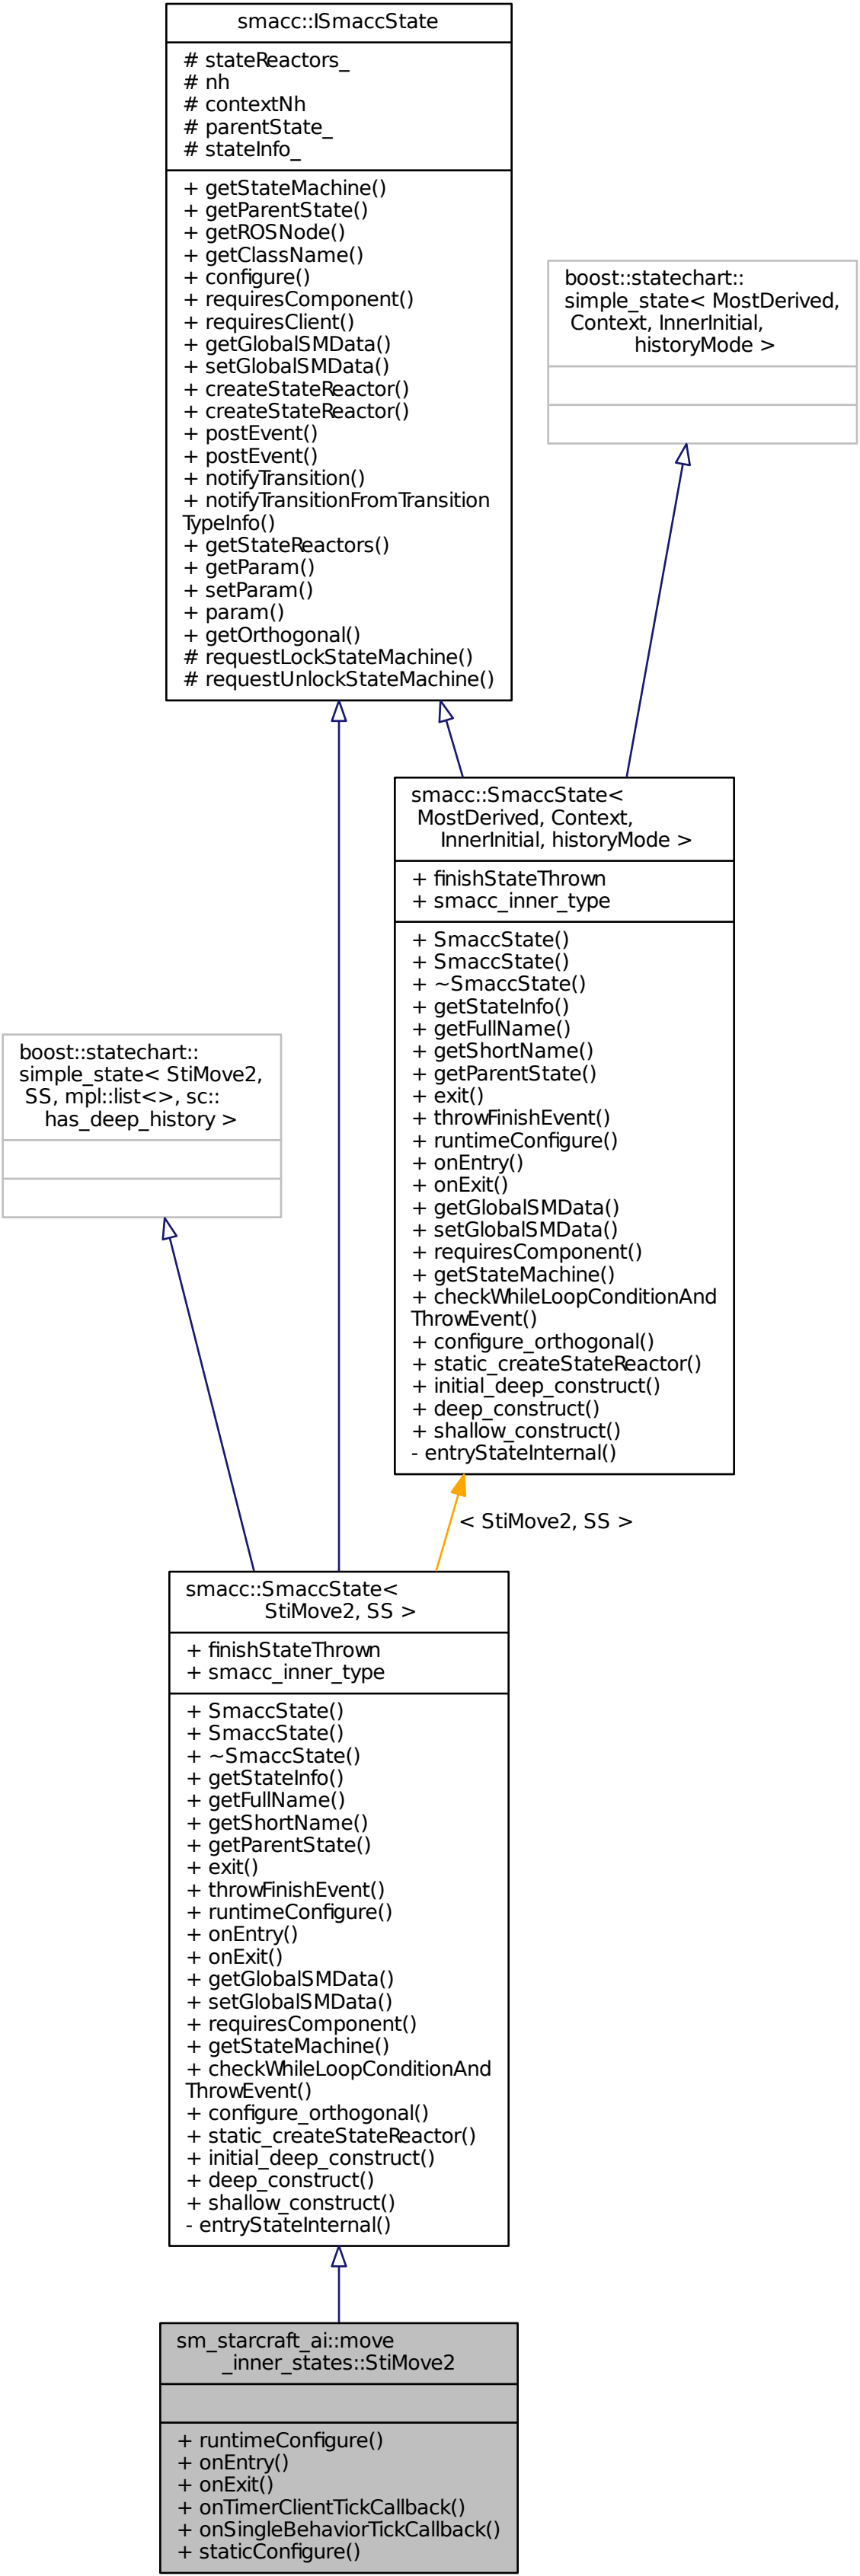 smacc::ISmaccState
# stateReactors_
# nh
# contextNh
# parentState_
# stateInfo_
+ getStateMachine()
+ getParentState()
+ getROSNode()
+ getClassName()
+ configure()
+ requiresComponent()
+ requiresClient()
+ getGlobalSMData()
+ setGlobalSMData()
+ createStateReactor()
+ createStateReactor()
+ postEvent()
+ postEvent()
+ notifyTransition()
+ notifyTransitionFromTransition
TypeInfo()
+ getStateReactors()
+ getParam()
+ setParam()
+ param()
+ getOrthogonal()
# requestLockStateMachine()
# requestUnlockStateMachine()
boost::statechart::
simple_state< MostDerived,
Context, InnerInitial,
historyMode >
smacc::SmaccState<
MostDerived, Context,
InnerInitial, historyMode >
+ finishStateThrown
+ smacc_inner_type
+ SmaccState()
+ SmaccState()
+ ~SmaccState()
+ getStateInfo()
+ getFullName()
+ getShortName()
+ getParentState()
+ exit()
+ throwFinishEvent()
+ runtimeConfigure()
+ onEntry()
+ onExit()
+ getGlobalSMData()
+ setGlobalSMData()
+ requiresComponent()
+ getStateMachine()
+ checkWhileLoopConditionAnd
ThrowEvent()
+ configure_orthogonal()
+ static_createStateReactor()
+ initial_deep_construct()
+ deep_construct()
+ shallow_construct()
- entryStateInternal()
boost::statechart::
simple_state< StiMove2,
SS, mpl::list<>, sc::
has_deep_history >
< StiMove2, SS >
smacc::SmaccState<
StiMove2, SS >
+ finishStateThrown
+ smacc_inner_type
+ SmaccState()
+ SmaccState()
+ ~SmaccState()
+ getStateInfo()
+ getFullName()
+ getShortName()
+ getParentState()
+ exit()
+ throwFinishEvent()
+ runtimeConfigure()
+ onEntry()
+ onExit()
+ getGlobalSMData()
+ setGlobalSMData()
+ requiresComponent()
+ getStateMachine()
+ checkWhileLoopConditionAnd
ThrowEvent()
+ configure_orthogonal()
+ static_createStateReactor()
+ initial_deep_construct()
+ deep_construct()
+ shallow_construct()
- entryStateInternal()
sm_starcraft_ai::move
_inner_states::StiMove2
+ runtimeConfigure()
+ onEntry()
+ onExit()
+ onTimerClientTickCallback()
+ onSingleBehaviorTickCallback()
+ staticConfigure()